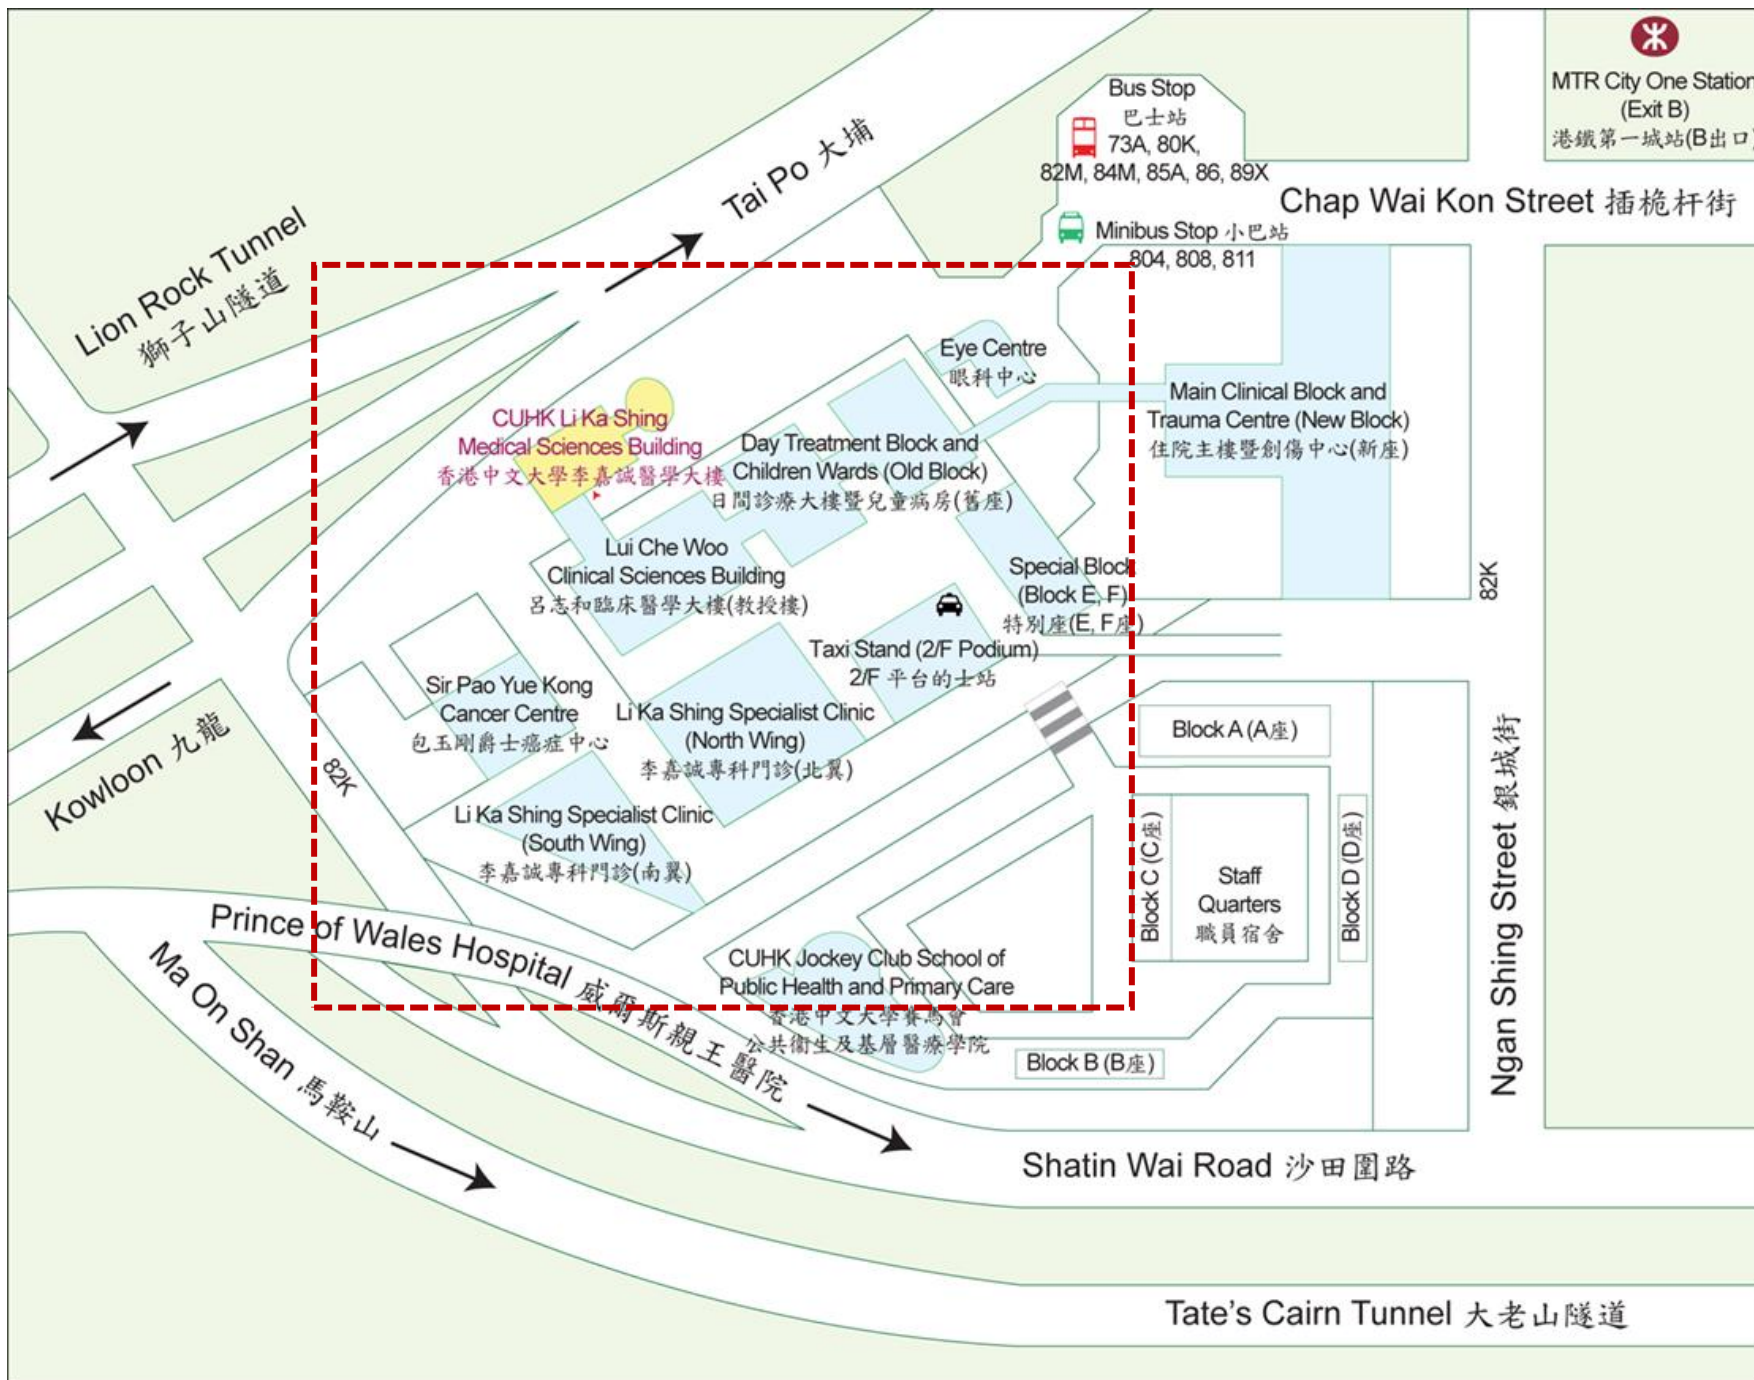 MTR City One Station
(Exit B)
港鐵第一城站(B出口)
Bus Stop
巴士站
73A, 80K,
82M, 84M, 85A, 86, 89X
Tai Po 大埔
Chap Wai Kon Street 插桅杆街
Minibus Stop 小巴站
804, 808, 811
Lion Rock Tunnel
獅子山隧道
Eye Centre
眼科中心
Main Clinical Block and
Trauma Centre (New Block)
住院主樓暨創傷中心(新座)
CUHK Li Ka Shing
Medical Sciences Building
香港中文大學李嘉誠醫學大樓
Day Treatment Block and
Children Wards (Old Block)
日間診療大樓暨兒童病房(舊座)
Lui Che Woo
Clinical Sciences Building
呂志和臨床醫學大樓(教授樓)
Special Block
(Block E, F)
特別座(E, F座)
82K
Taxi Stand (2/F Podium)
2/F 平台的士站
Sir Pao Yue Kong
Cancer Centre
包玉剛爵士癌症中心
Li Ka Shing Specialist Clinic
(North Wing)
李嘉誠專科門診(北翼)
Block A (A座)
Kowloon 九龍
82K
Li Ka Shing Specialist Clinic
(South Wing)
李嘉誠專科門診(南翼)
Block C (C座)
Staff
Quarters
職員宿舍
Block D (D座)
Ngan Shing Street 銀城街
Prince of Wales Hospital 威爾斯親王醫院
CUHK Jockey Club School of
Public Health and Primary Care
香港中文大學賽馬會
公共衞生及基層醫療學院
Ma On Shan 馬鞍山
Block B (B座)
Shatin Wai Road 沙田圍路
Tate's Cairn Tunnel 大老山隧道